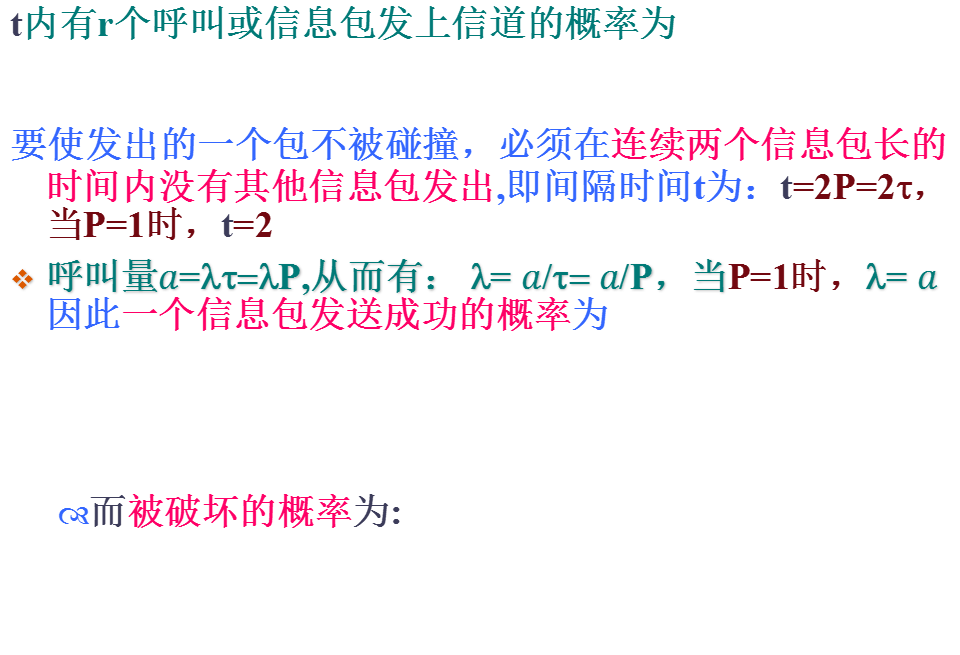 t内有r个呼叫或信息包发上信道的概率为
要使发出的一个包不被碰撞，必须在连续两个信息包长的
时间内没有其他信息包发出,即间隔时间t为：t=2P=2τ，
当P=1时，t=2
呼叫量a=λτ=λP,从而有： λ= a/τ= a/P，当P=1时，λ= a
因此一个信息包发送成功的概率为
而被破坏的概率为: